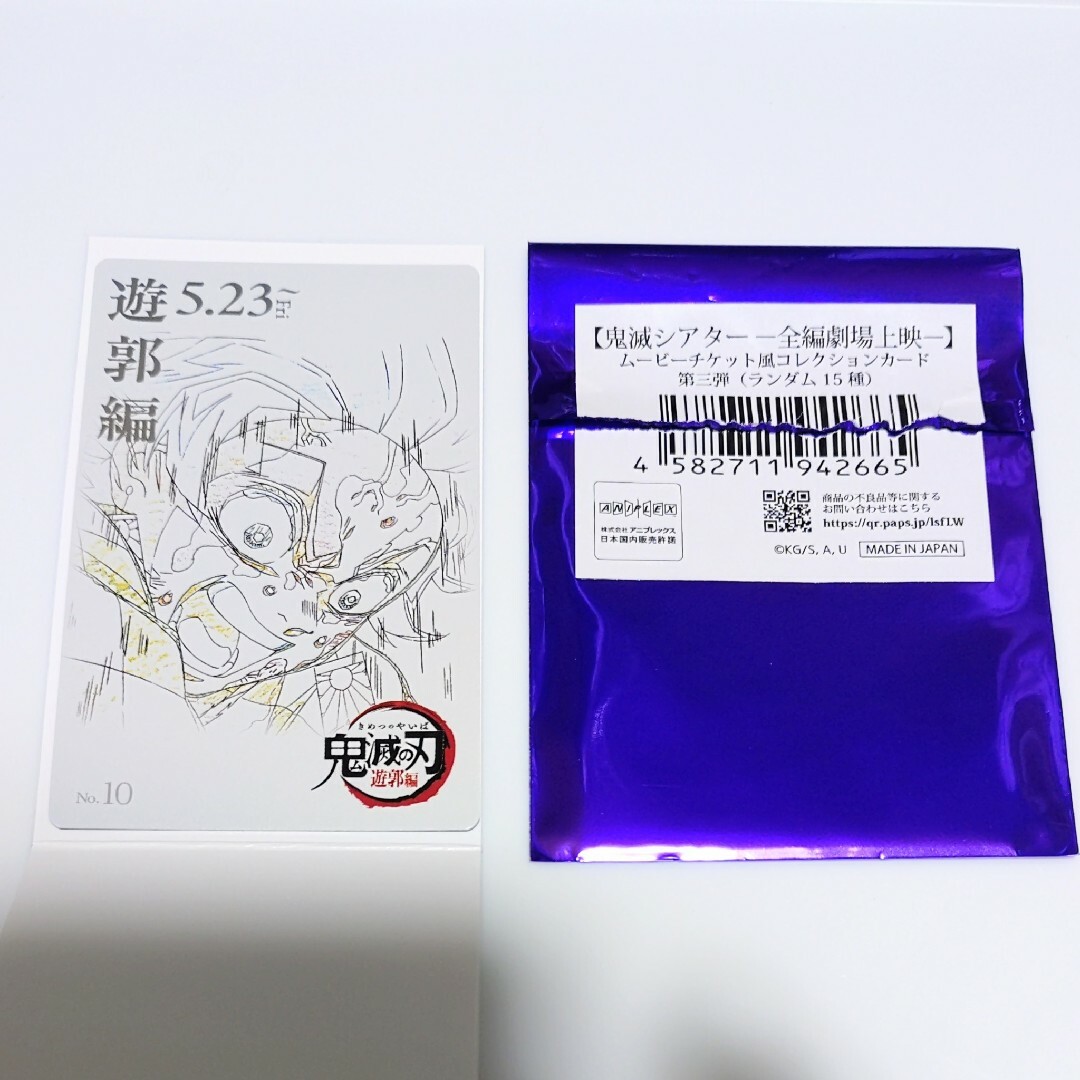 遊郭編
5.23~
Fri.
きめつのやいば
鬼滅の刃
遊郭編
No.10
【鬼滅シアター ―全編劇場上映―】
ムービーチケット風コレクションカード
第三弾（ランダム15種）
4 582711 942665
ANIPLEX
株式会社 アニプレックス
日本国内販売許諾
商品の不良品等に関する
お問い合わせはこちら
https://qr.paps.jp/lsf1W
©KG/S, A, U
MADE IN JAPAN